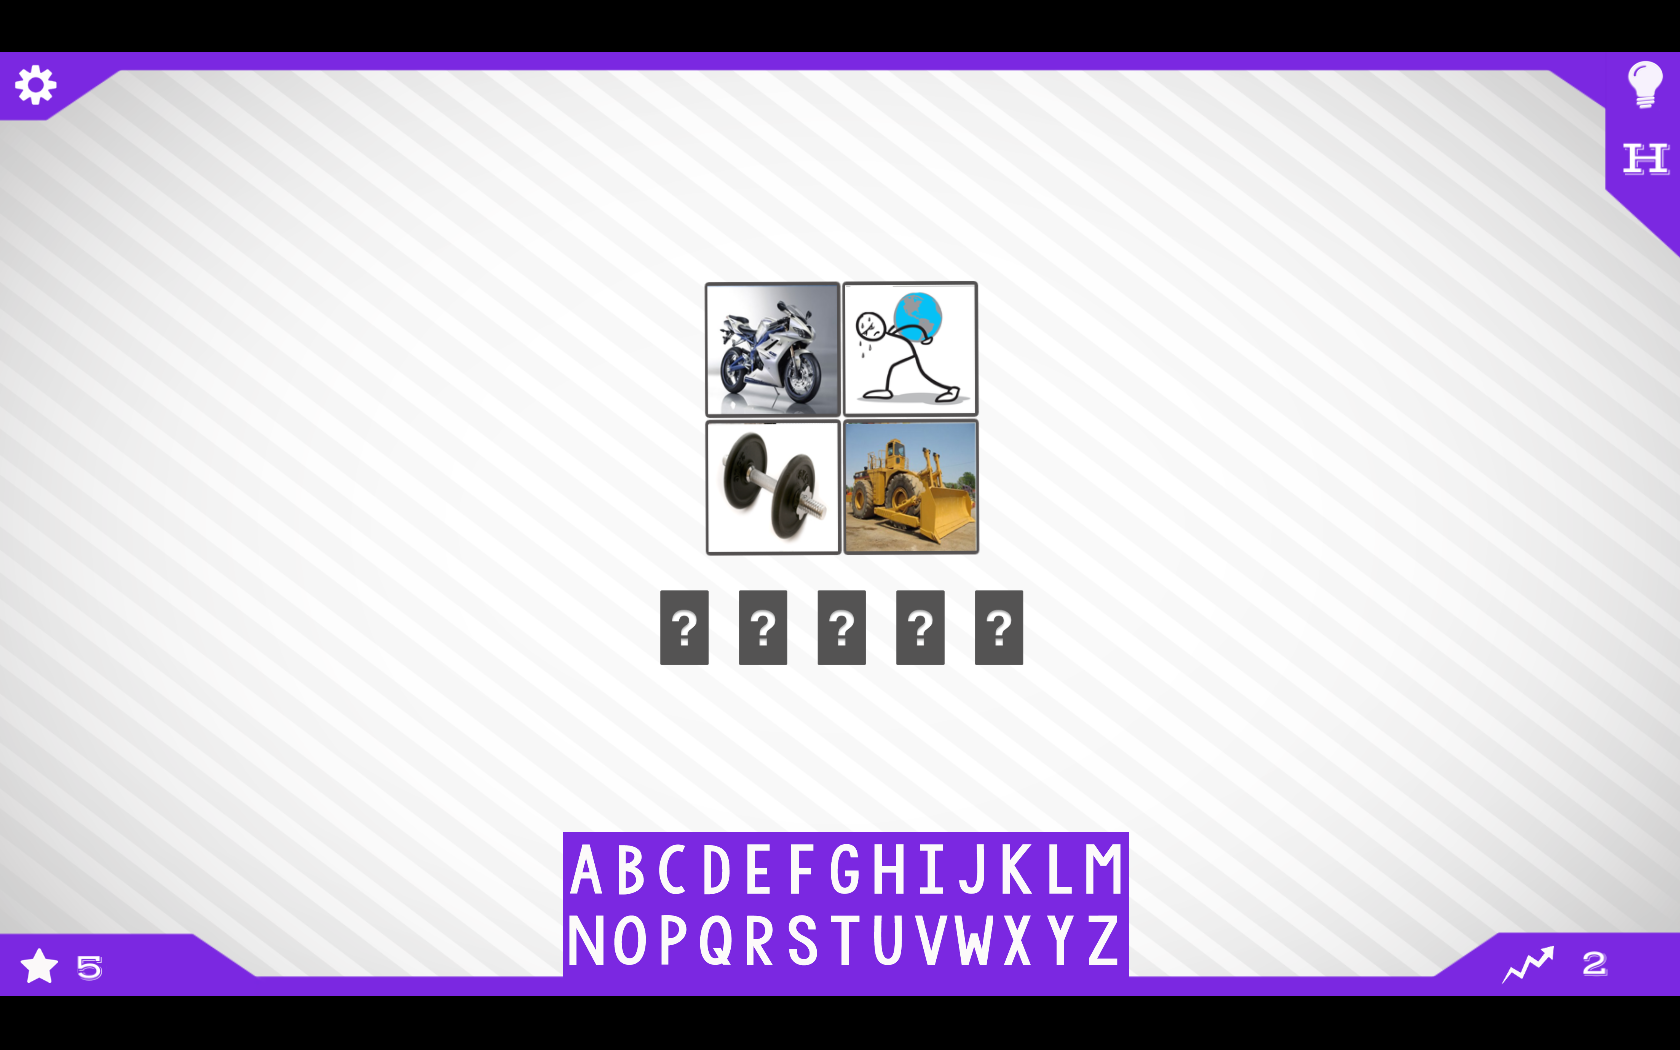 H
? ? ? ? ?
ABCDEFGHIJKLM
NOPQRSTUVWXYZ
5
2